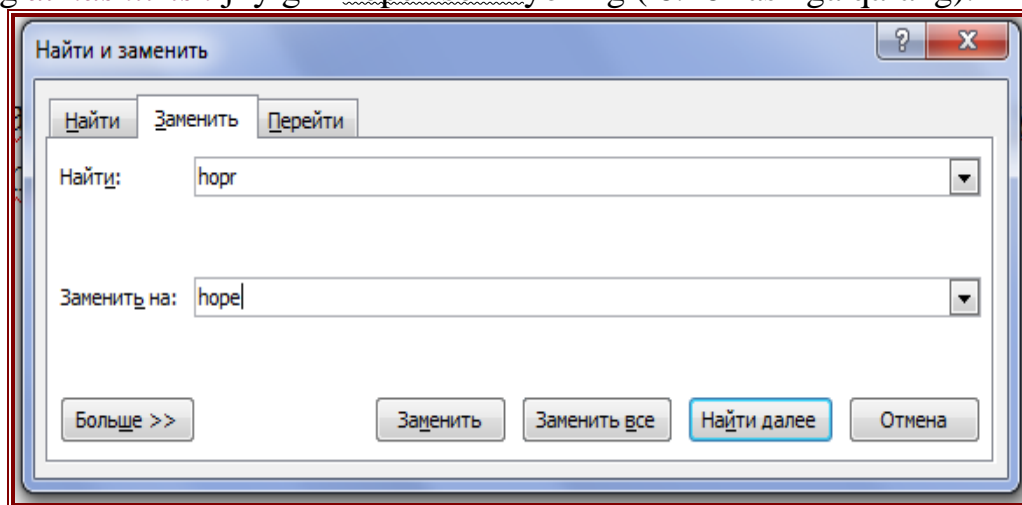 Найти и заменить
Найти Заменить Перейти
Найти: hopr
Заменить на: hope
Больше >> Заменить Заменить все Найти далее Отмена